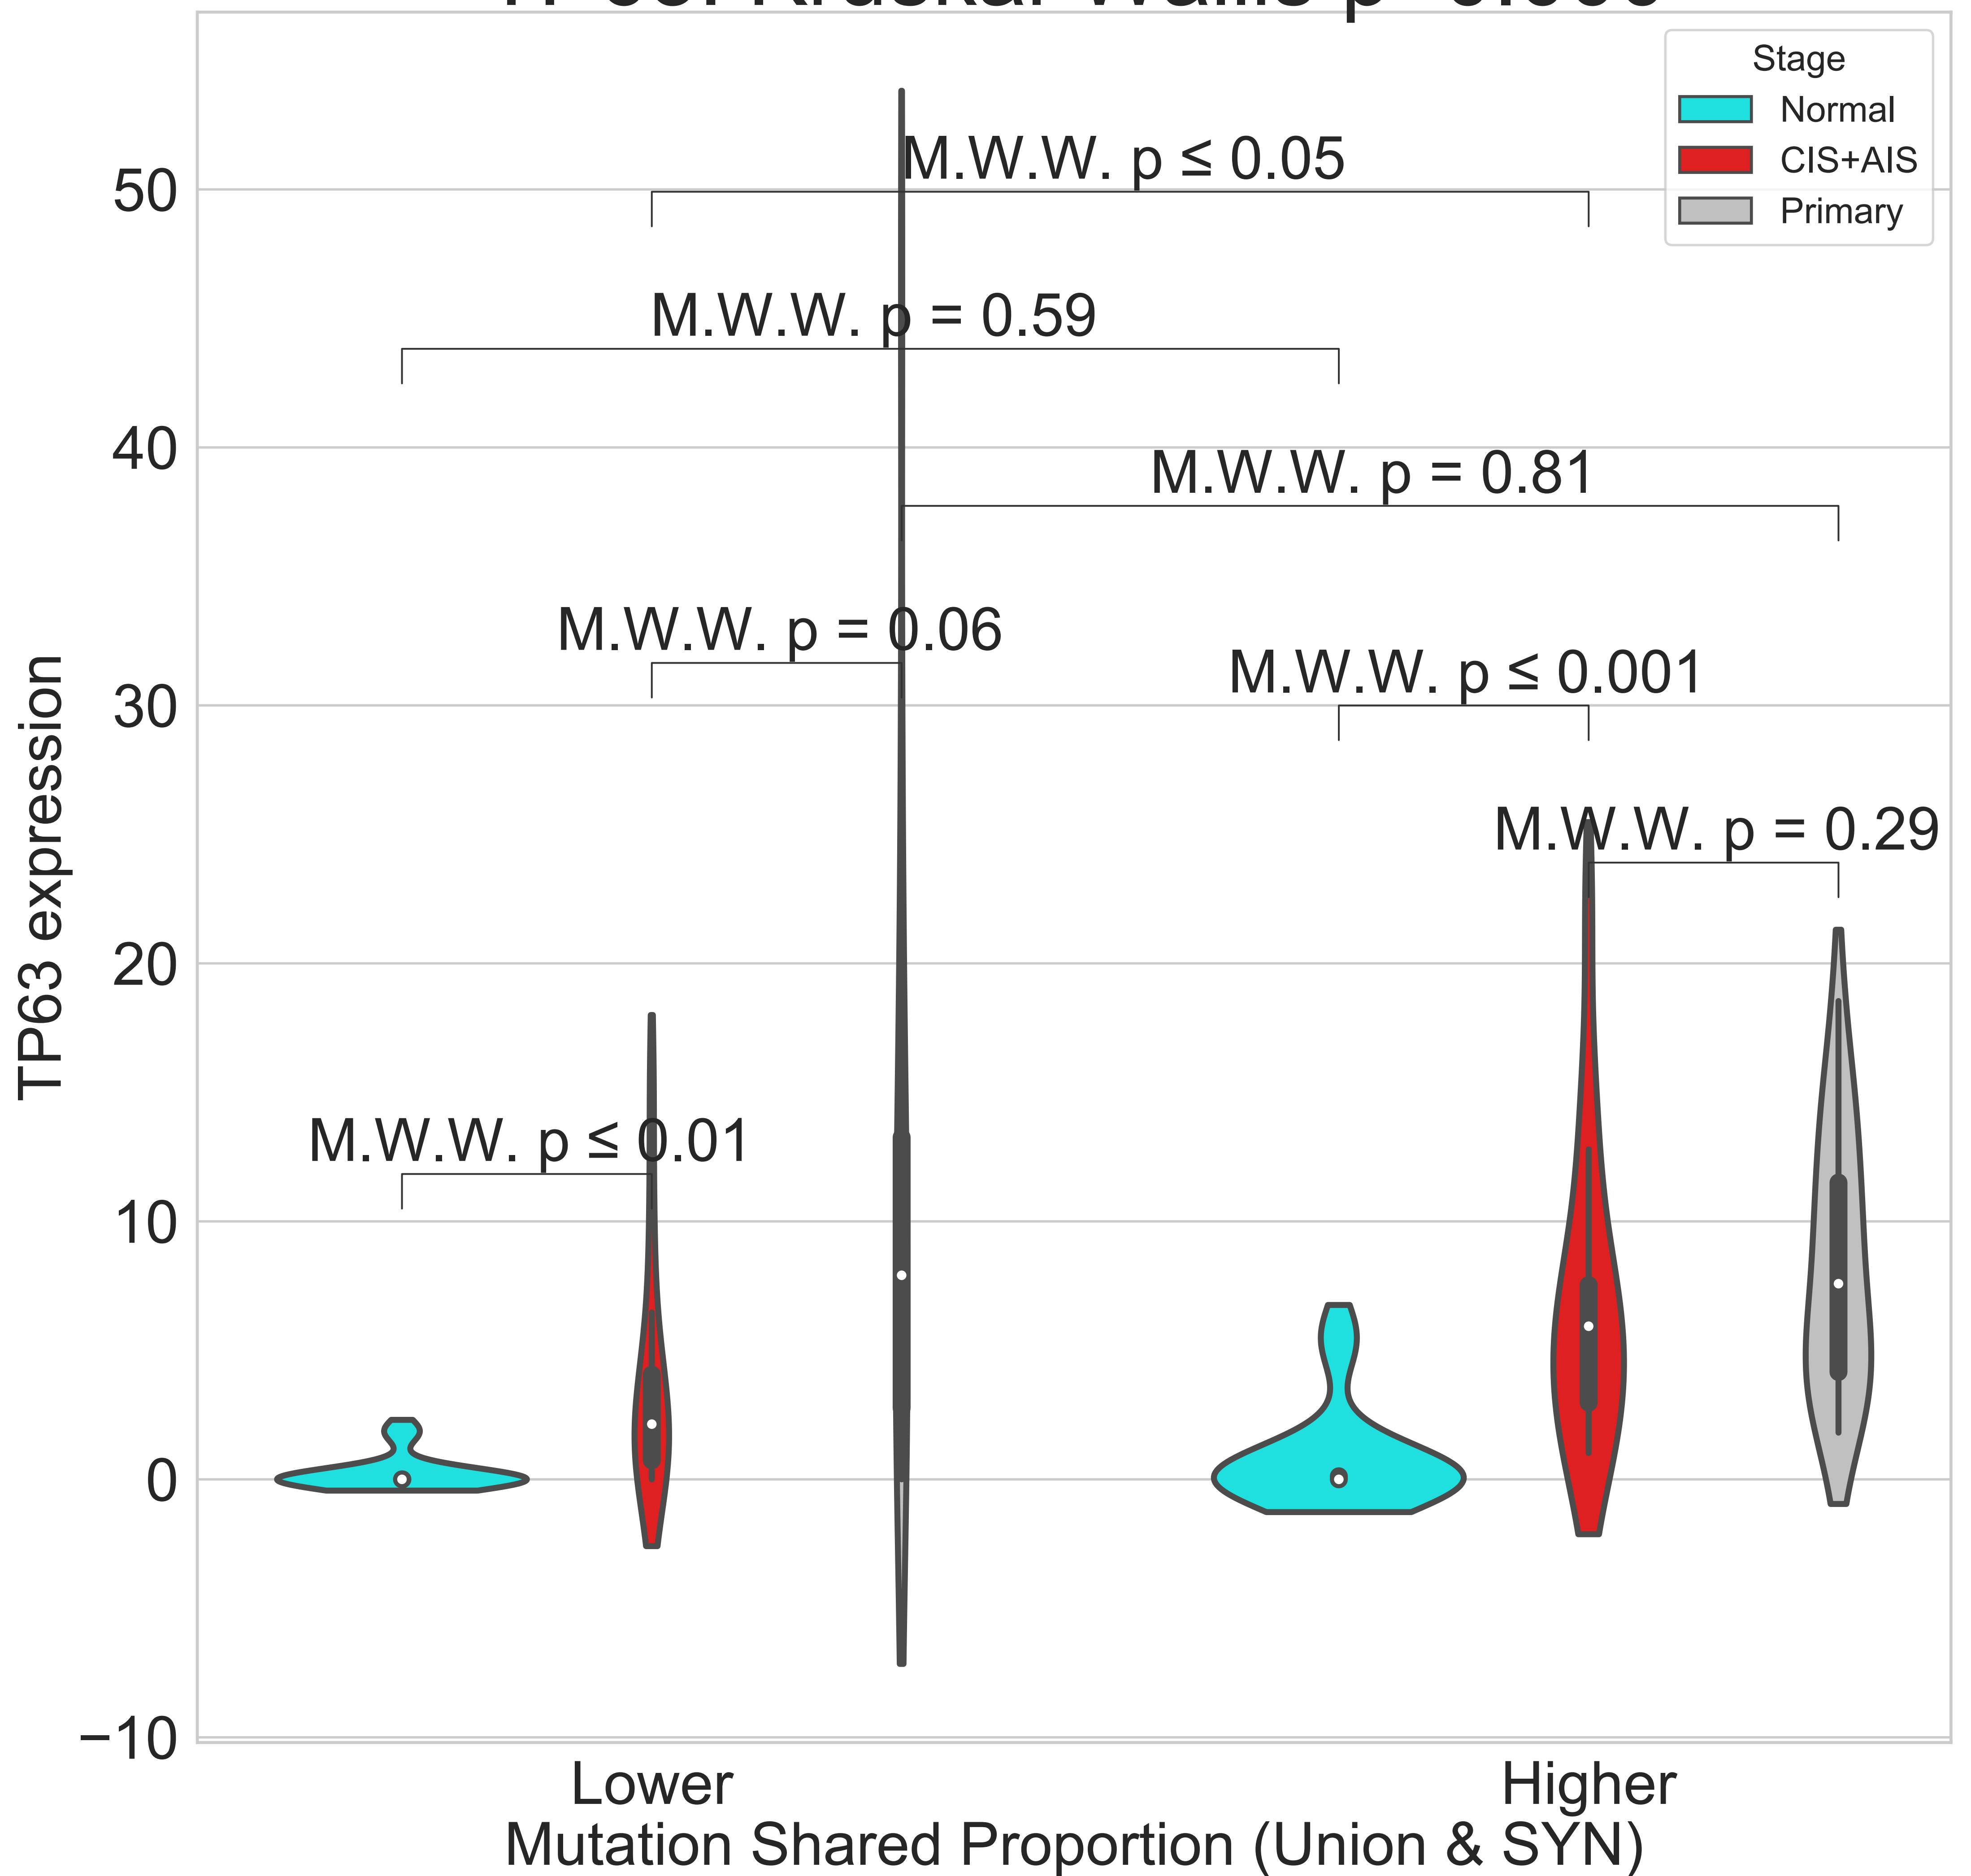 Stage
Normal
CIS+AIS
Primary
M.W.W. p ≤ 0.05
M.W.W. p = 0.59
M.W.W. p = 0.81
M.W.W. p = 0.06
M.W.W. p ≤ 0.001
M.W.W. p = 0.29
M.W.W. p ≤ 0.01
50
40
30
20
10
0
−10
TP63 expression
Lower
Higher
Mutation Shared Proportion (Union & SYN)